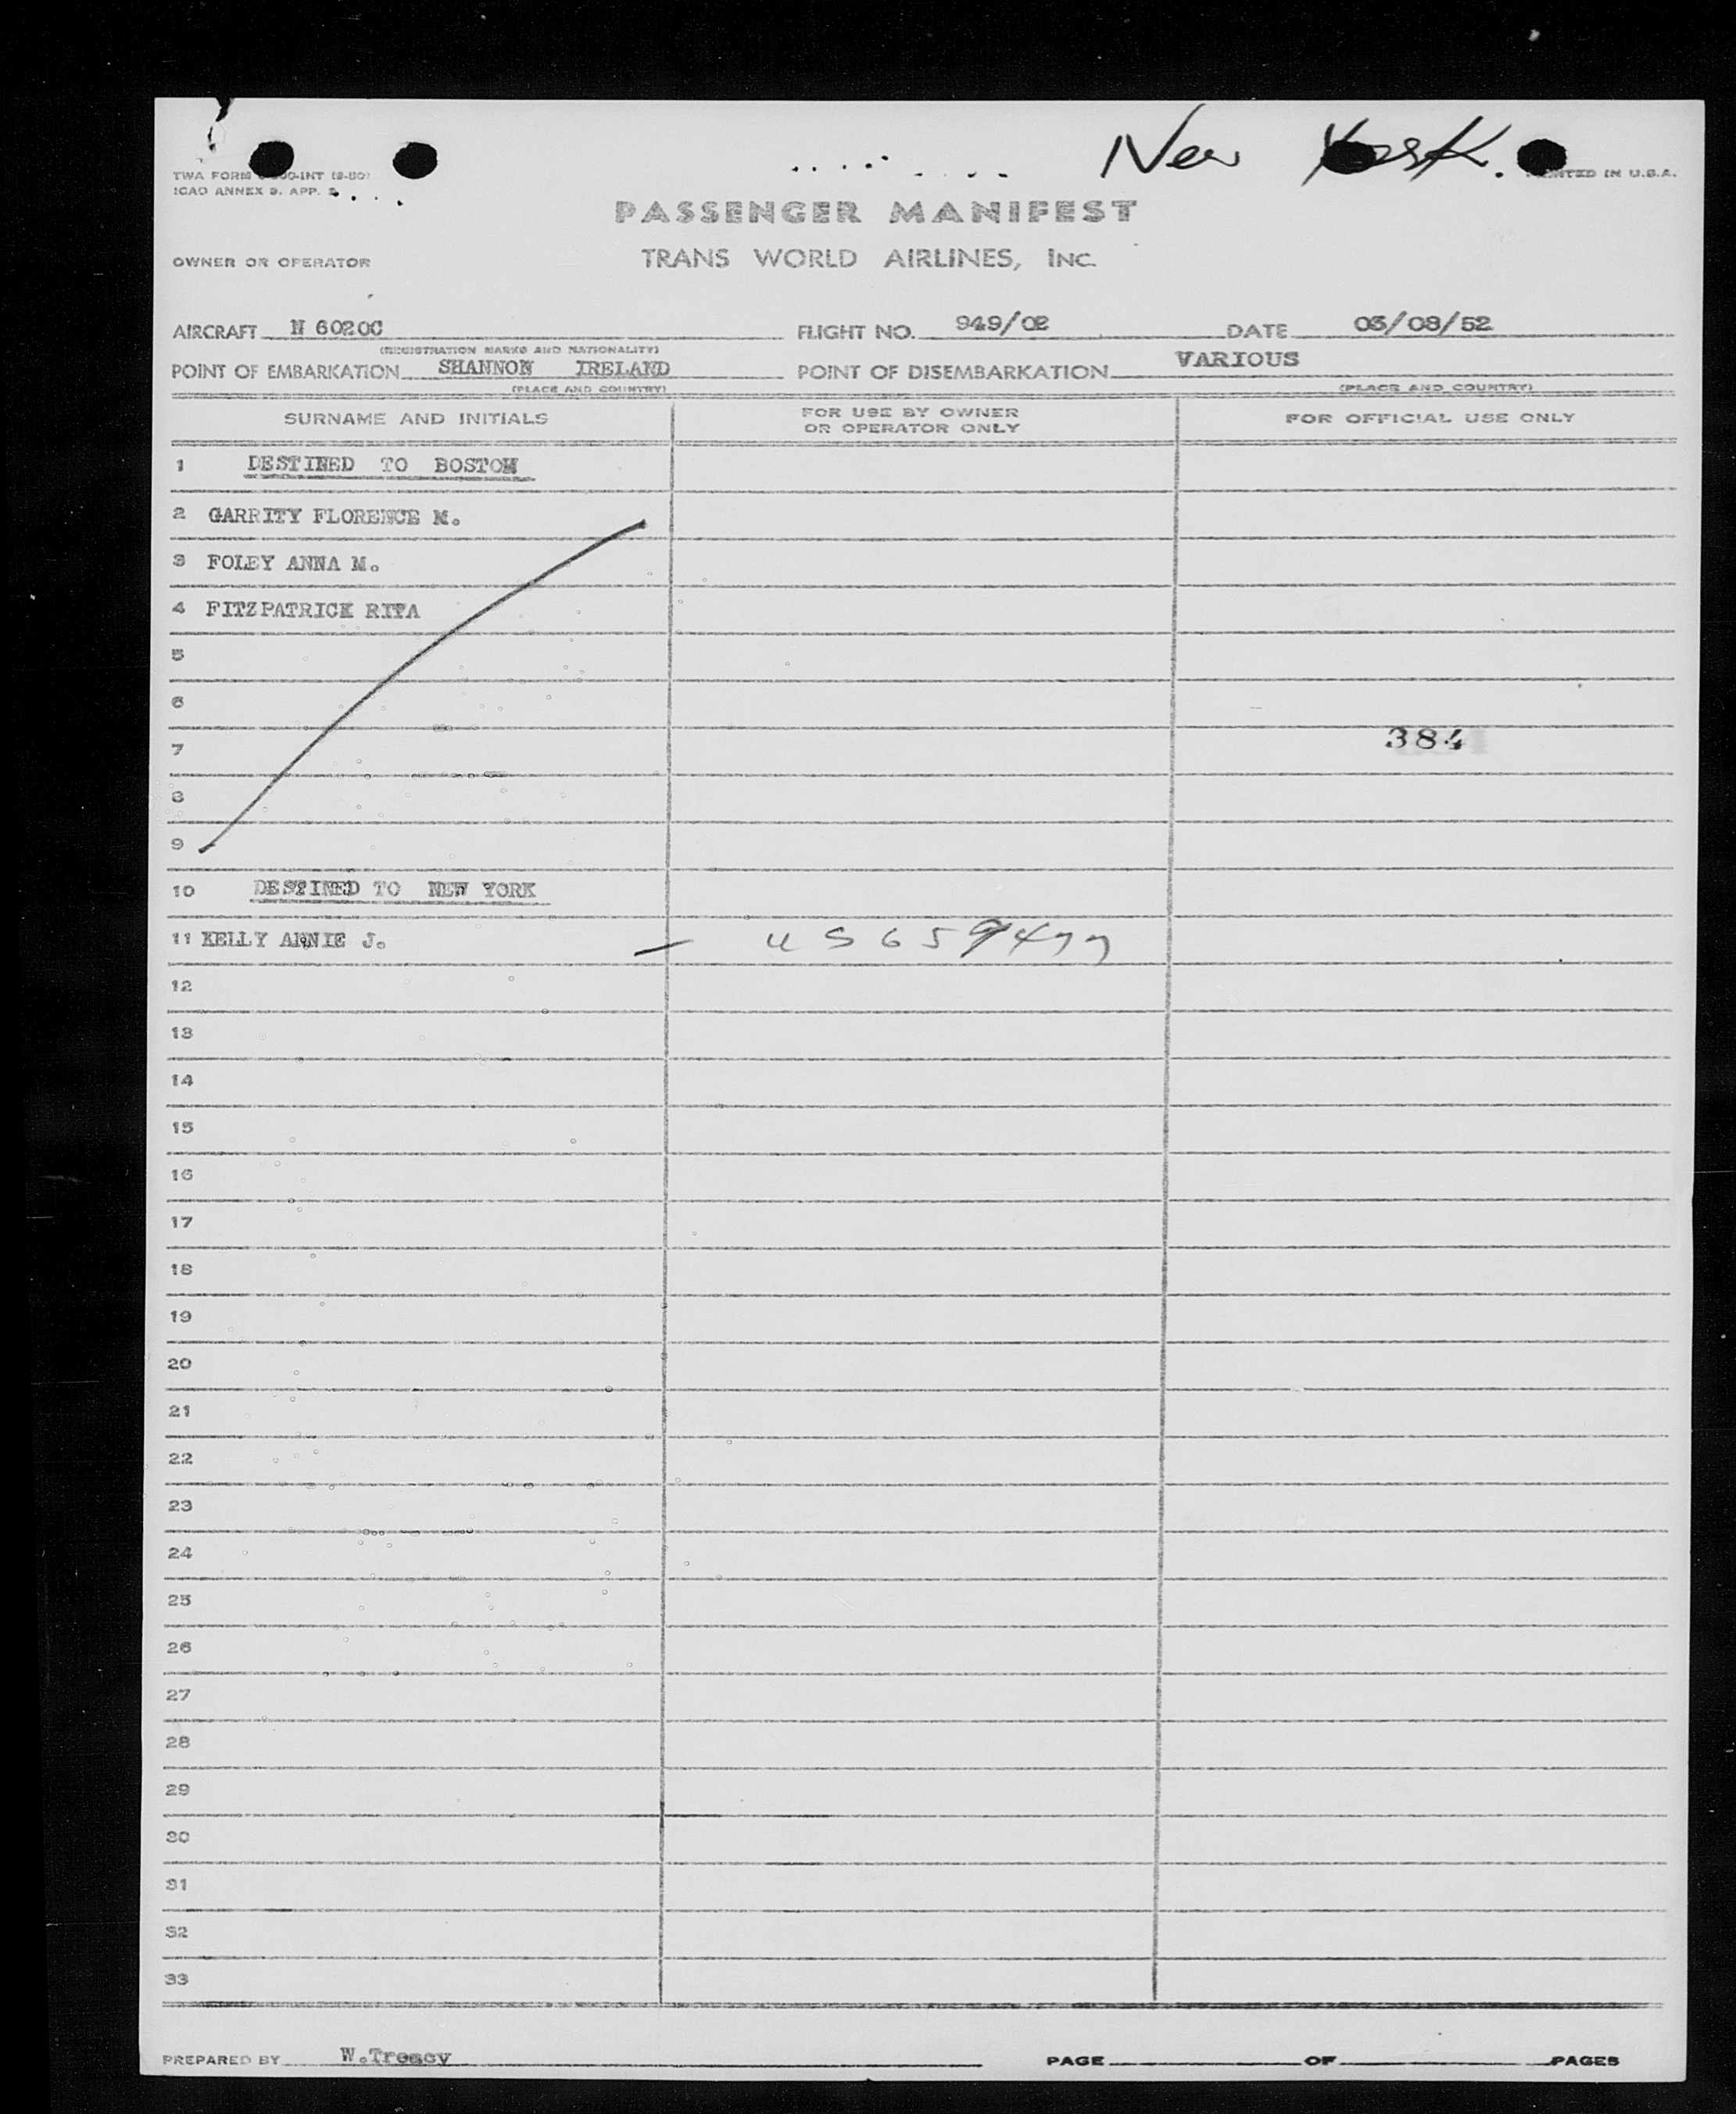 New York.
TWA FORM
PRINTED IN U.S.A.
ICAO ANNEX 9. APP.
PASSENGER MANIFEST
OWNER OR OPERATOR
TRANS WORLD AIRLINES, INC.
AIRCRAFT N 6020C FLIGHT NO. 949/02 DATE 03/08/52
(REGISTRATION MARKS AND NATIONALITY)
POINT OF EMBARKATION SHANNON IRELAND POINT OF DISEMBARKATION VARIOUS
(PLACE AND COUNTRY) (PLACE AND COUNTRY)
SURNAME AND INITIALS FOR USE BY OWNER OR OPERATOR ONLY FOR OFFICIAL USE ONLY
1 DESTINED TO BOSTON
2 GARRITY FLORENCE M.
3 FOLEY ANNA M.
4 FITZPATRICK RITA
5
6
7 384
8
9
10 DESTINED TO NEW YORK
11 KELLY ANNIE J. — US 659477
12
13
14
15
16
17
18
19
20
21
22
23
24
25
26
27
28
29
30
31
32
33
PREPARED BY W.Treacy PAGE OF PAGES